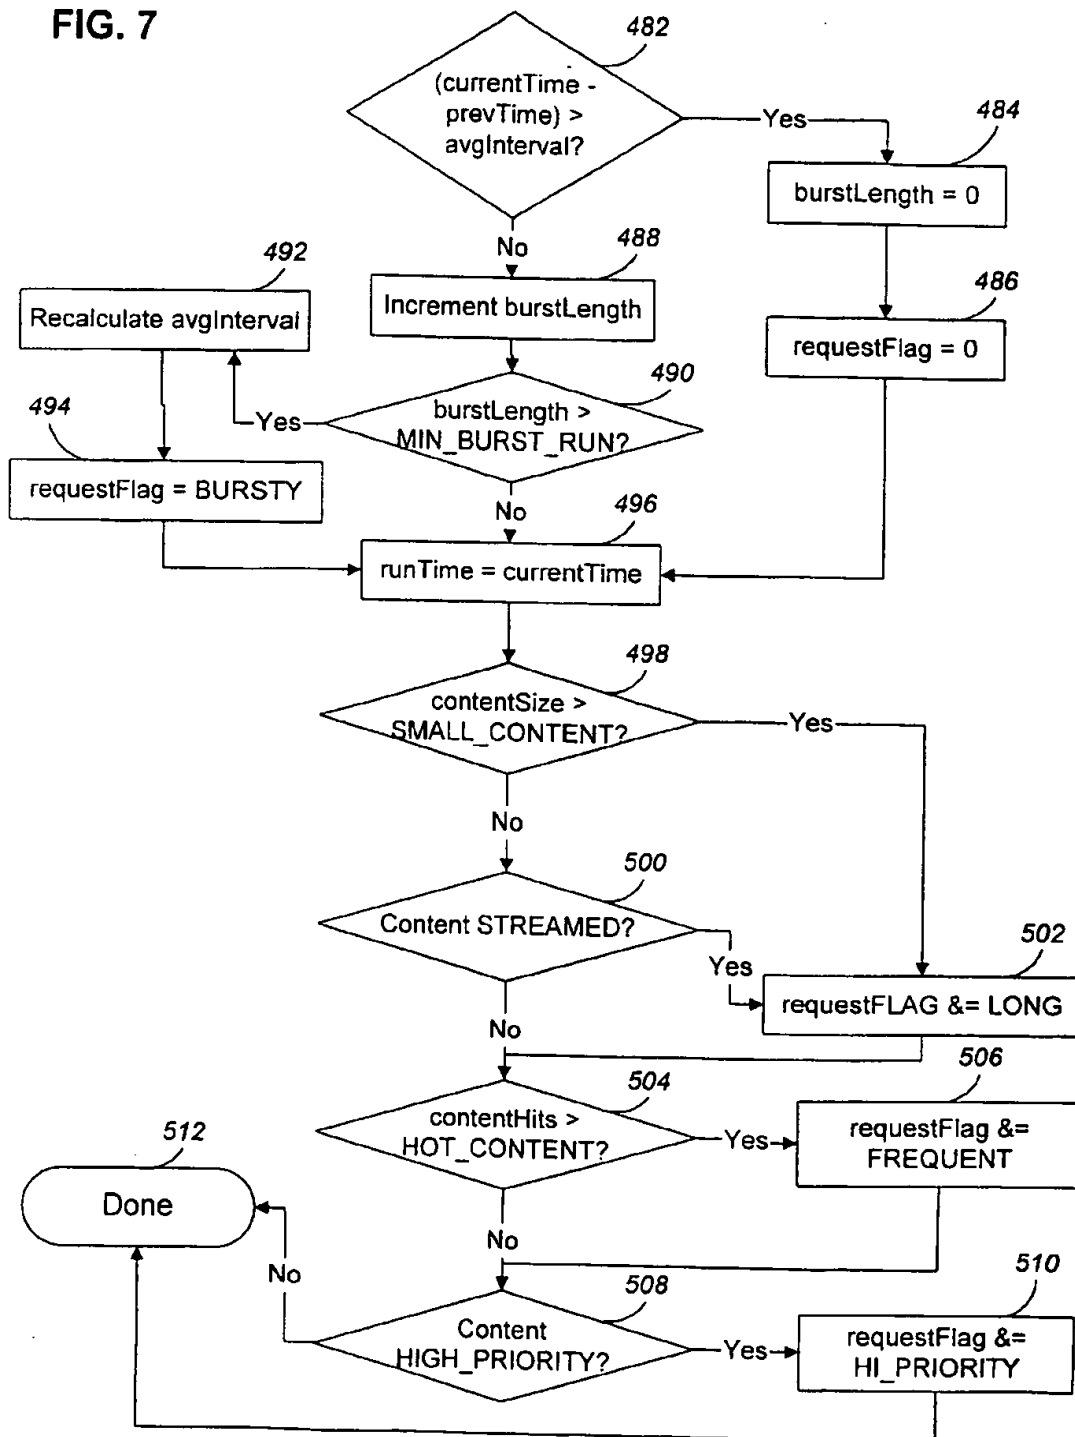 FIG. 7
482
(currentTime -
prevTime) >
avgInterval?
Yes
484
burstLength = 0
No
492
488
486
Recalculate avgInterval
Increment burstLength
requestFlag = 0
490
494
Yes
burstLength >
MIN_BURST_RUN?
requestFlag = BURSTY
No
496
runTime = currentTime
498
contentSize >
SMALL_CONTENT?
Yes
No
500
Content STREAMED?
Yes
502
requestFLAG &= LONG
No
504
506
contentHits >
HOT_CONTENT?
Yes
requestFlag &=
FREQUENT
512
Done
No
No
508
510
Content
HIGH_PRIORITY?
Yes
requestFlag &=
HI_PRIORITY